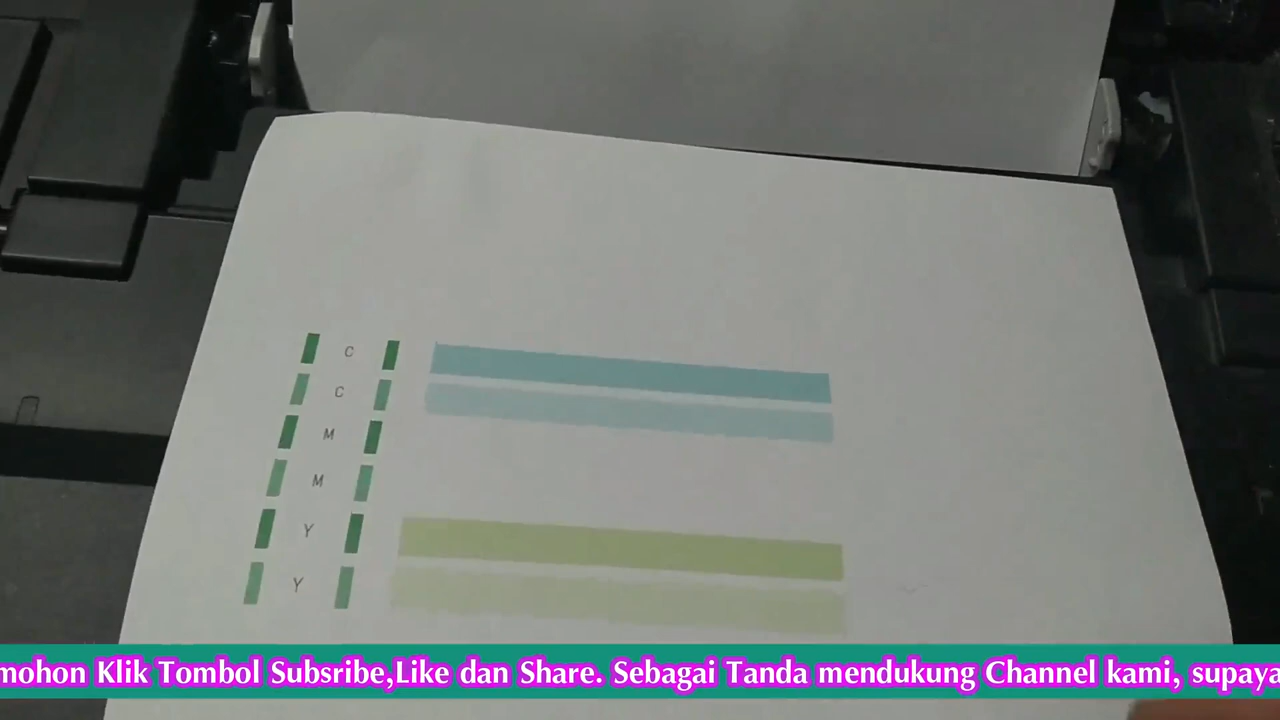 C
C
M
M
Y
Y
mohon Klik Tombol Subsribe,Like dan Share. Sebagai Tanda mendukung Channel kami, supaya